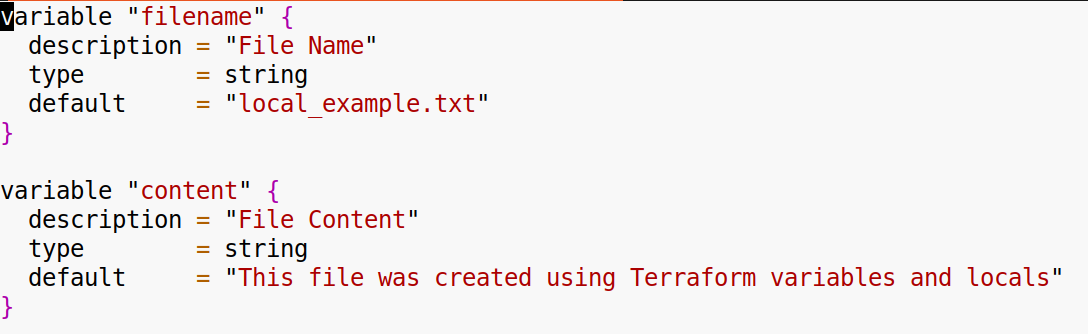 variable "filename" {
  description = "File Name"
  type        = string
  default     = "local_example.txt"
}

variable "content" {
  description = "File Content"
  type        = string
  default     = "This file was created using Terraform variables and locals"
}